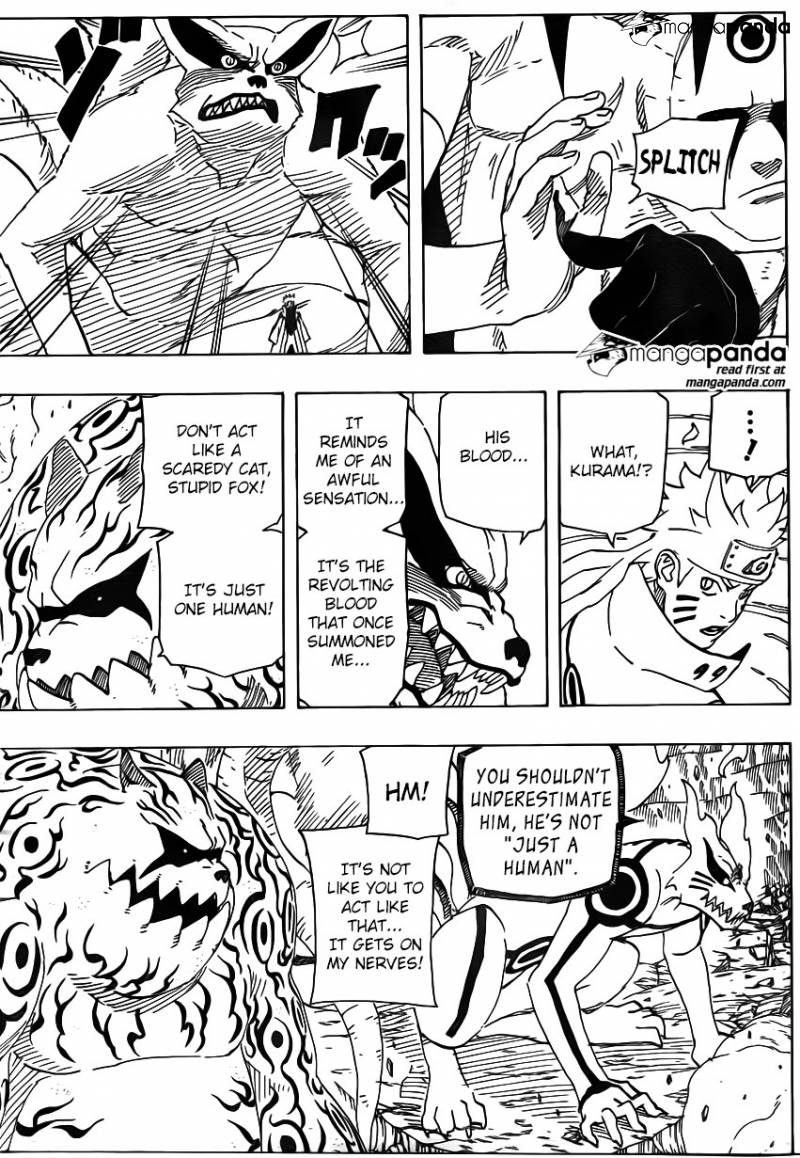 mangapanda
SPLITCH
mangapanda
read first at
mangapanda.com
...!
WHAT,
KURAMA!?
HIS
BLOOD...
IT
REMINDS
ME OF AN
AWFUL
SENSATION...
IT'S THE
REVOLTING
BLOOD
THAT ONCE
SUMMONED
ME...
DON'T ACT
LIKE A
SCAREDY CAT,
STUPID FOX!
IT'S JUST
ONE HUMAN!
YOU SHOULDN'T
UNDERESTIMATE
HIM, HE'S NOT
"JUST A
HUMAN".
HM!
IT'S NOT
LIKE YOU TO
ACT LIKE
THAT...
IT GETS ON
MY NERVES!